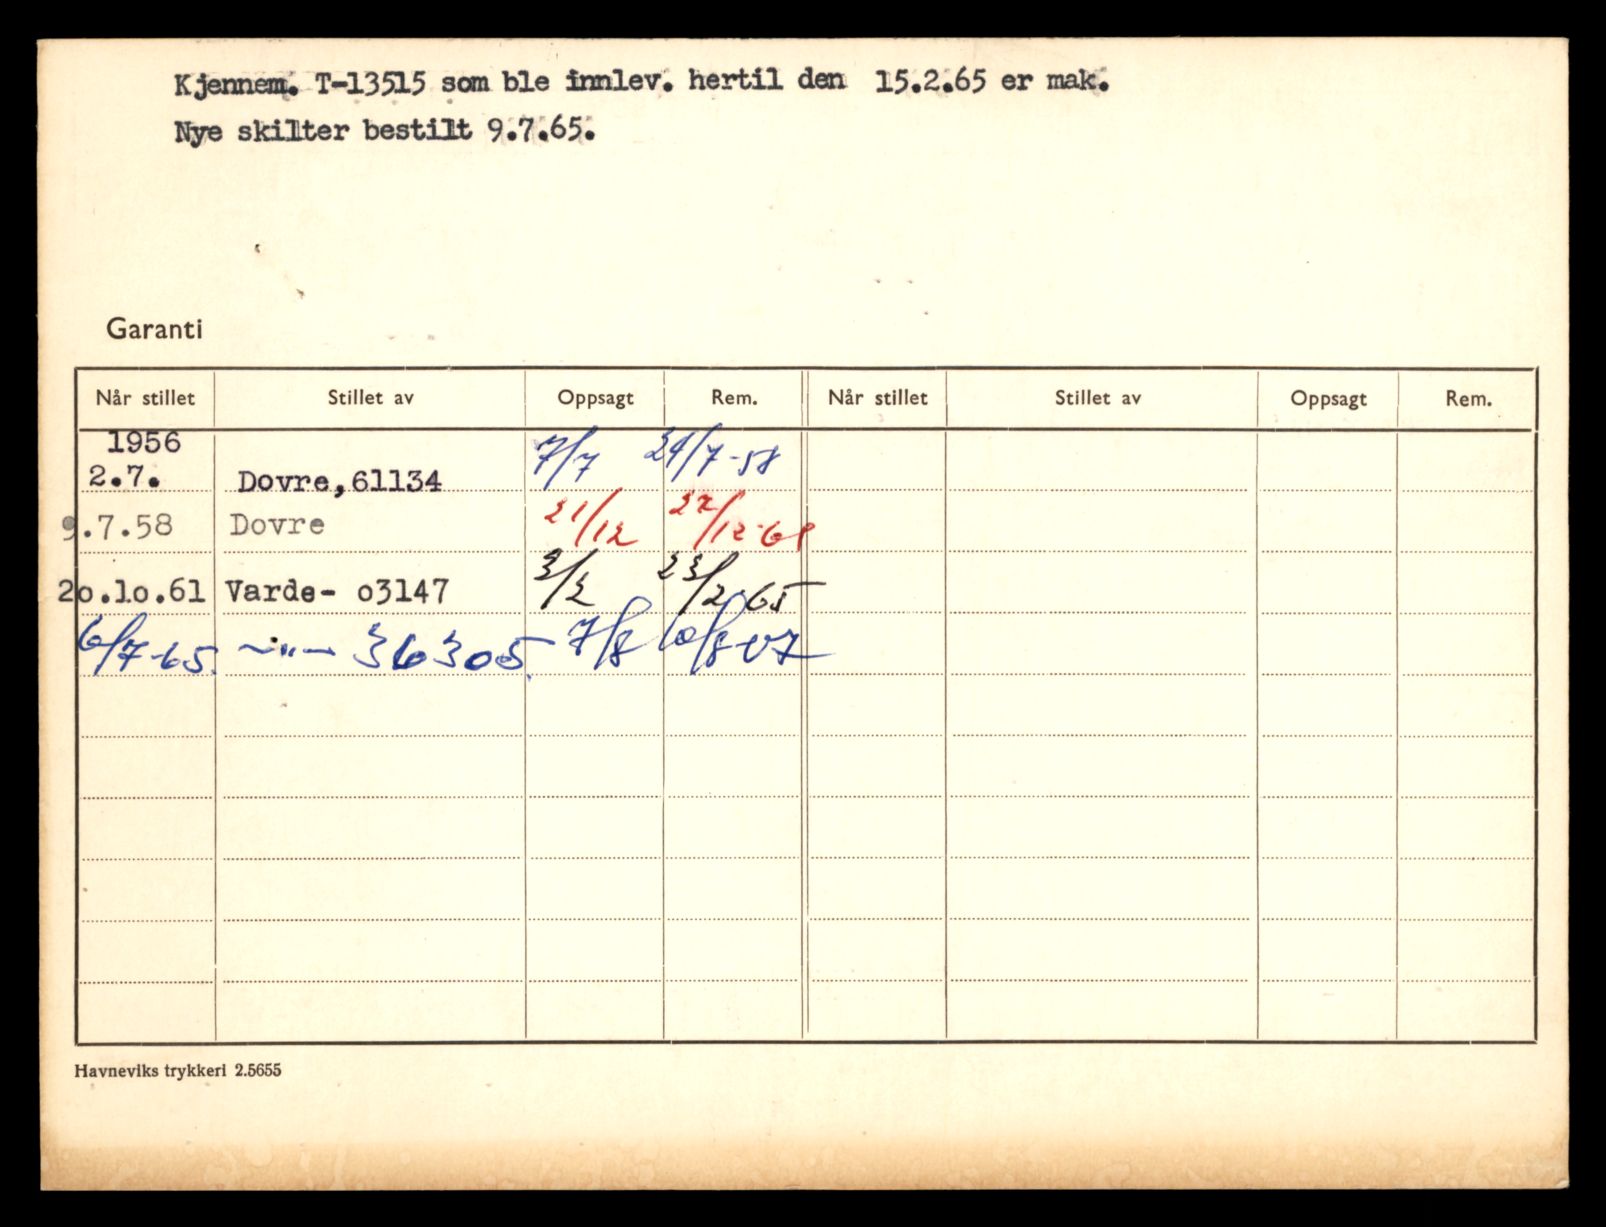 Kjennem. T-13515 som ble innlev. hertil den 15.2.65 er mak.
Nye skilter bestilt 9.7.65.
Garanti
Når stillet Stillet av Oppsagt Rem. Når stillet Stillet av Oppsagt Rem.
1956
2.7. Dovre,61134 7/7 24/7-58
9.7.58 Dovre 21/12 22/12-61
20.10.61 Varde- 03147 3/2 23/2 65
6/7-65. —"— 36305 7/8 10/8-67
Havneviks trykkeri 2.5655